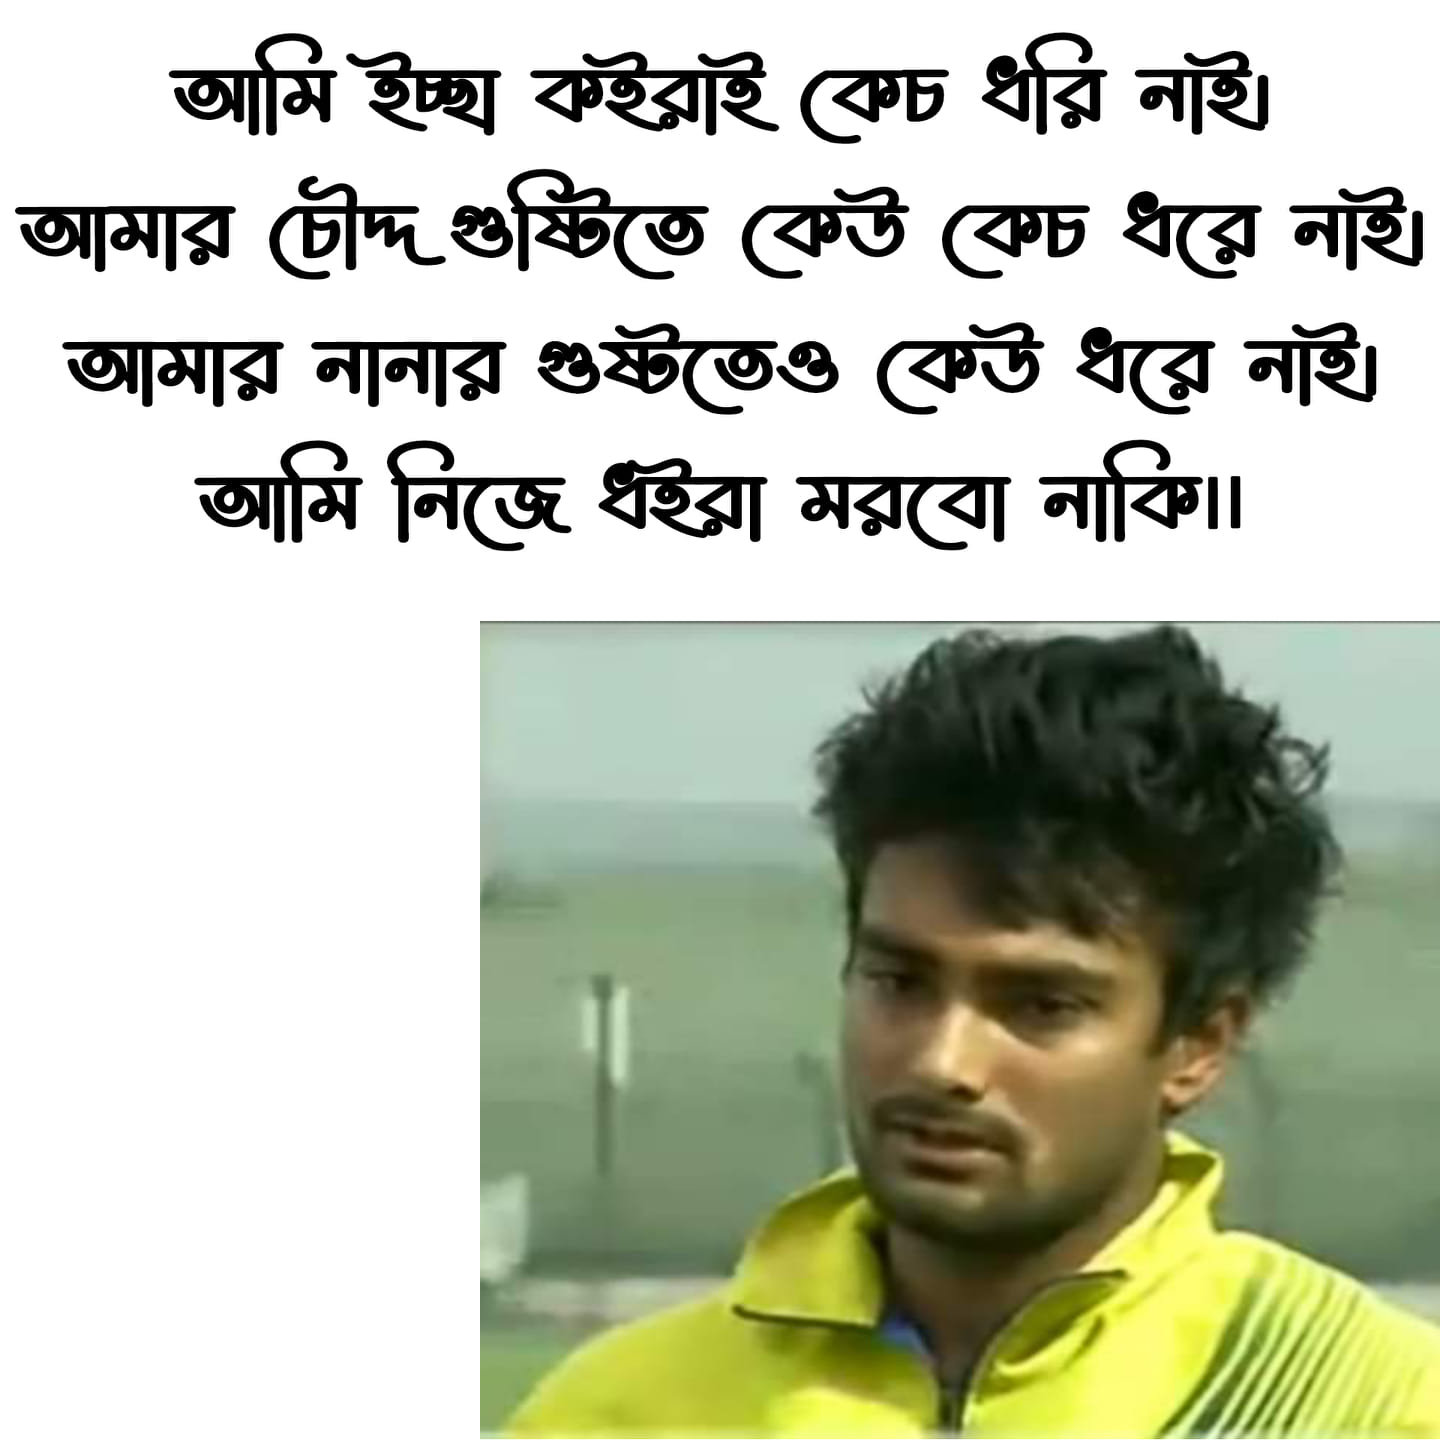 আমি ইচ্ছা কইরাই কেচ ধরি নাই।
আমার চৌদ্দ গুষ্টিতে কেউ কেচ ধরে নাই।
আমার নানার গুষ্টতেও কেউ ধরে নাই।
আমি নিজে ধইরা মরবো নাকি।।